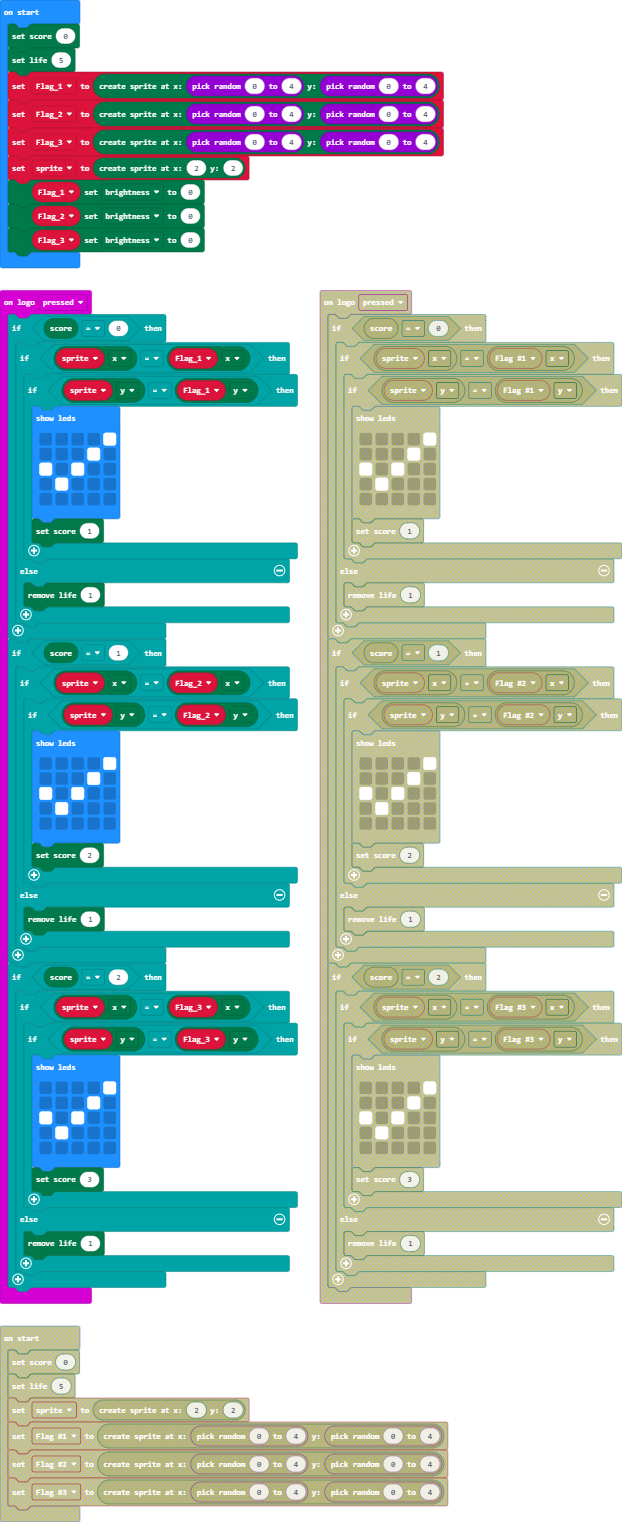 on start
set score 0
set life 5
set Flag_1 to create sprite at x: pick random 0 to 4 y: pick random 0 to 4
set Flag_2 to create sprite at x: pick random 0 to 4 y: pick random 0 to 4
set Flag_3 to create sprite at x: pick random 0 to 4 y: pick random 0 to 4
set sprite to create sprite at x: 2 y: 2
Flag_1 set brightness to 0
Flag_2 set brightness to 0
Flag_3 set brightness to 0
on logo pressed
if score = 0 then
if sprite x = Flag_1 x then
if sprite y = Flag_1 y then
show leds
set score 1
else
remove life 1
if score = 1 then
if sprite x = Flag_2 x then
if sprite y = Flag_2 y then
show leds
set score 2
else
remove life 1
if score = 2 then
if sprite x = Flag_3 x then
if sprite y = Flag_3 y then
show leds
set score 3
else
remove life 1
on logo pressed
if score = 0 then
if sprite x = Flag #1 x then
if sprite y = Flag #1 y then
show leds
set score 1
else
remove life 1
if score = 1 then
if sprite x = Flag #2 x then
if sprite y = Flag #2 y then
show leds
set score 2
else
remove life 1
if score = 2 then
if sprite x = Flag #3 x then
if sprite y = Flag #3 y then
show leds
set score 3
else
remove life 1
on start
set score 0
set life 5
set sprite to create sprite at x: 2 y: 2
set Flag #1 to create sprite at x: pick random 0 to 4 y: pick random 0 to 4
set Flag #2 to create sprite at x: pick random 0 to 4 y: pick random 0 to 4
set Flag #3 to create sprite at x: pick random 0 to 4 y: pick random 0 to 4